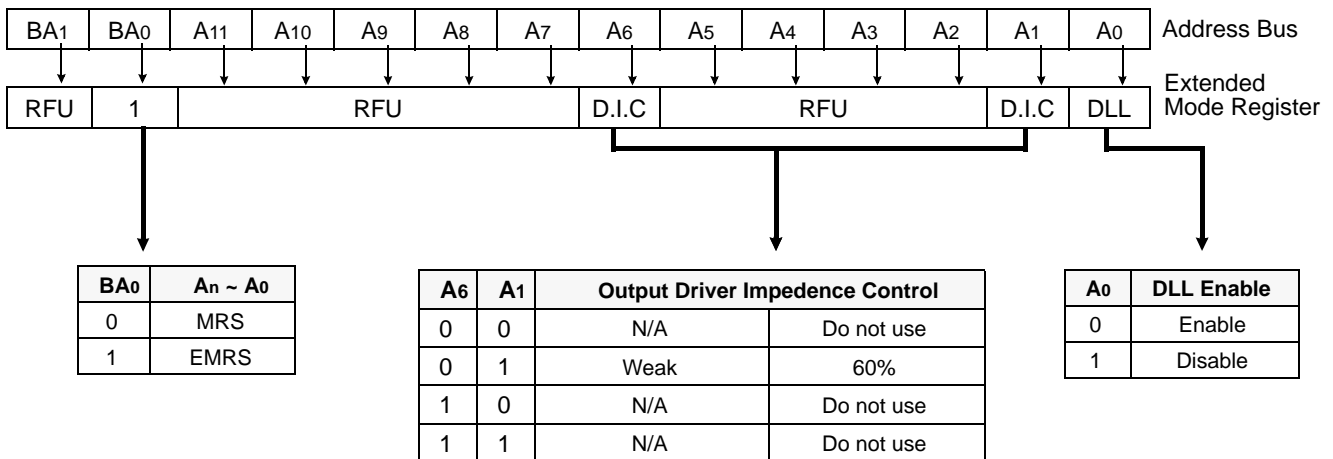 BA1 BA0 A11 A10 A9 A8 A7 A6 A5 A4 A3 A2 A1 A0 Address Bus
RFU 1 RFU D.I.C RFU D.I.C DLL Extended
Mode Register
BA0 An ~ A0
0 MRS
1 EMRS
A6 A1 Output Driver Impedence Control
0 0 N/A Do not use
0 1 Weak 60%
1 0 N/A Do not use
1 1 N/A Do not use
A0 DLL Enable
0 Enable
1 Disable